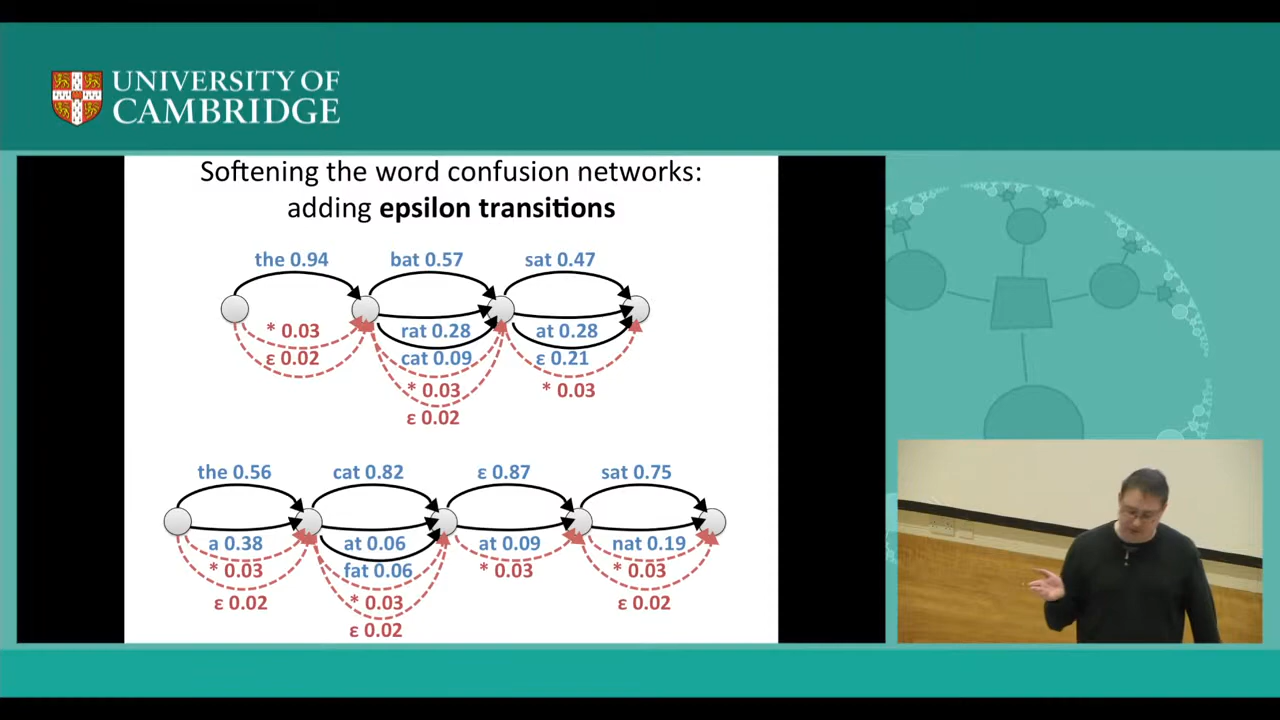 UNIVERSITY OF
CAMBRIDGE
Softening the word confusion networks:
adding epsilon transitions
the 0.94 bat 0.57 sat 0.47
* 0.03 rat 0.28 at 0.28
ε 0.02 cat 0.09 ε 0.21
* 0.03 * 0.03
ε 0.02
the 0.56 cat 0.82 ε 0.87 sat 0.75
a 0.38 at 0.06 at 0.09 nat 0.19
* 0.03 fat 0.06 * 0.03 * 0.03
ε 0.02 * 0.03 ε 0.02
ε 0.02